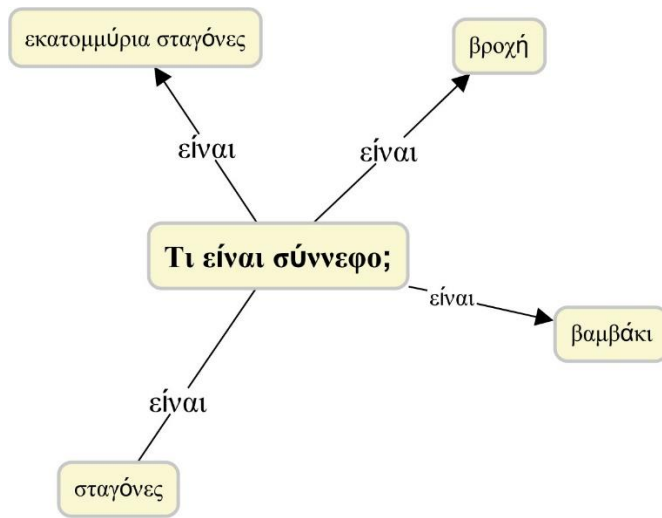 εκατομμύρια σταγόνες
βροχή
είναι
είναι
Τι είναι σύννεφο;
είναι
βαμβάκι
είναι
σταγόνες